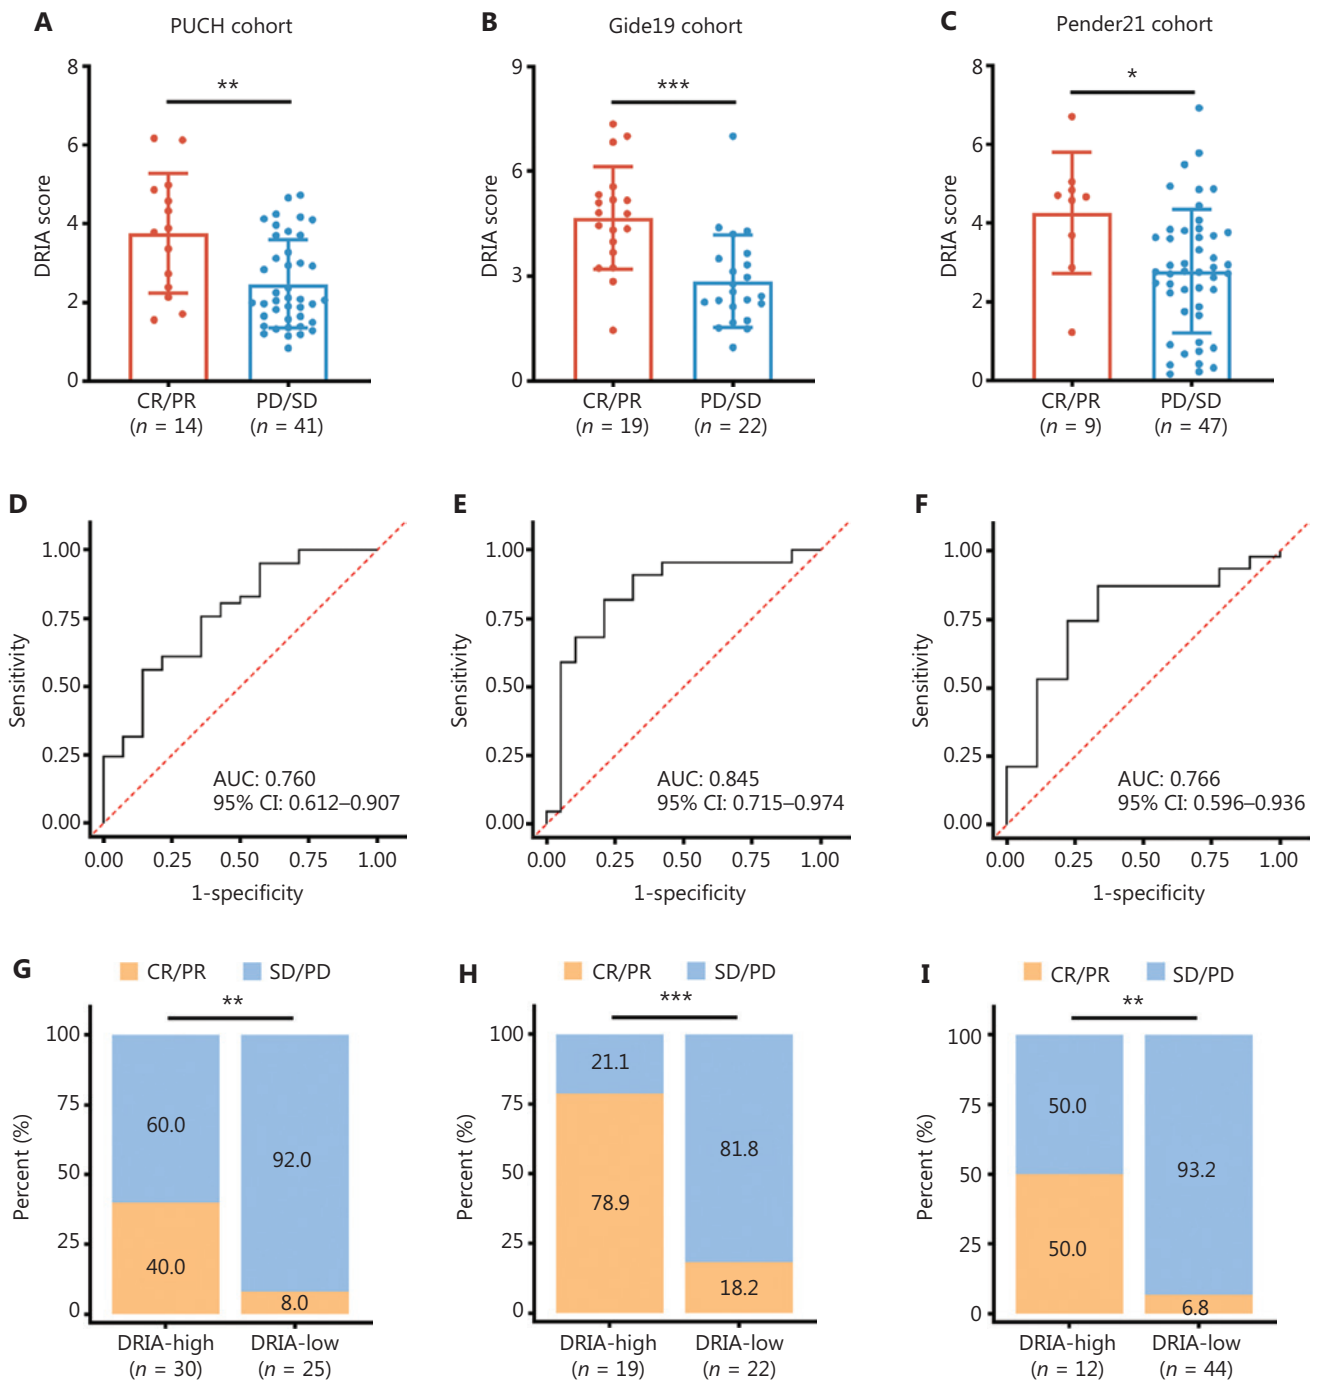 A
PUCH cohort
8
6
4
2
0
DRIA score
**
CR/PR
(n = 14)
PD/SD
(n = 41)
B
Gide19 cohort
9
6
3
0
DRIA score
***
CR/PR
(n = 19)
PD/SD
(n = 22)
C
Pender21 cohort
8
6
4
2
0
DRIA score
*
CR/PR
(n = 9)
PD/SD
(n = 47)
D
1.00
0.75
0.50
0.25
0.00
Sensitivity
AUC: 0.760
95% CI: 0.612–0.907
0.00 0.25 0.50 0.75 1.00
1-specificity
E
1.00
0.75
0.50
0.25
0.00
Sensitivity
AUC: 0.845
95% CI: 0.715–0.974
0.00 0.25 0.50 0.75 1.00
1-specificity
F
1.00
0.75
0.50
0.25
0.00
Sensitivity
AUC: 0.766
95% CI: 0.596–0.936
0.00 0.25 0.50 0.75 1.00
1-specificity
G
CR/PR SD/PD
**
100
75
50
25
0
Percent (%)
60.0
40.0
92.0
8.0
DRIA-high
(n = 30)
DRIA-low
(n = 25)
H
CR/PR SD/PD
***
100
75
50
25
0
Percent (%)
21.1
78.9
81.8
18.2
DRIA-high
(n = 19)
DRIA-low
(n = 22)
I
CR/PR SD/PD
**
100
75
50
25
0
Percent (%)
50.0
50.0
93.2
6.8
DRIA-high
(n = 12)
DRIA-low
(n = 44)